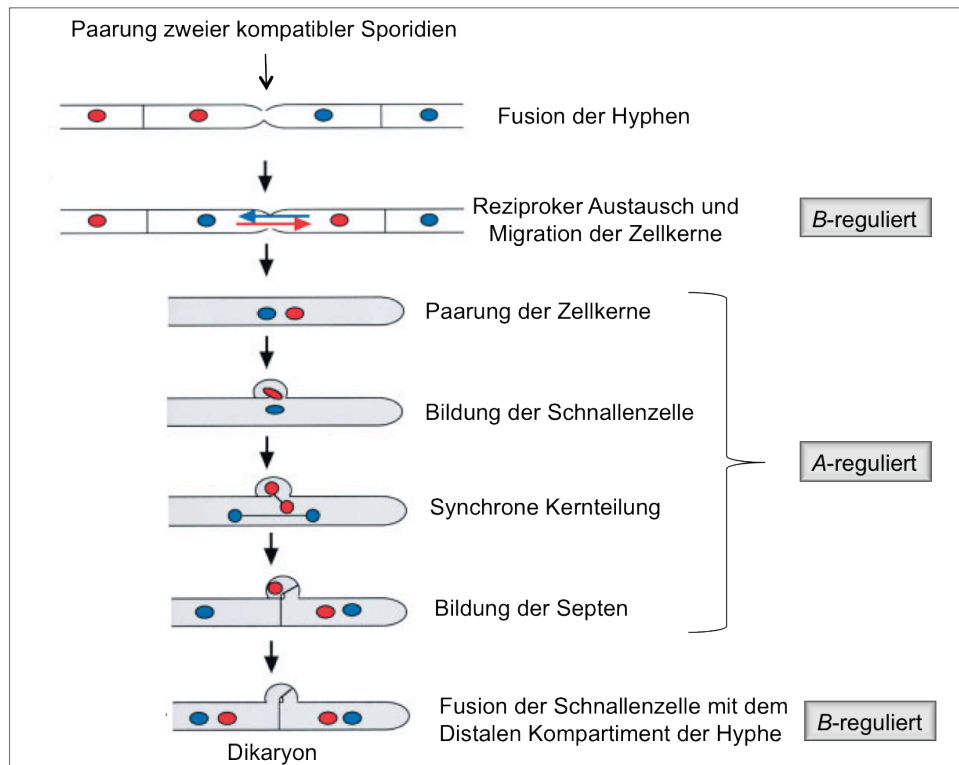 Paarung zweier kompatibler Sporidien
Fusion der Hyphen
Reziproker Austausch und
Migration der Zellkerne
B-reguliert
Paarung der Zellkerne
Bildung der Schnallenzelle
A-reguliert
Synchrone Kernteilung
Bildung der Septen
Fusion der Schnallenzelle mit dem
Distalen Kompartiment der Hyphe
B-reguliert
Dikaryon